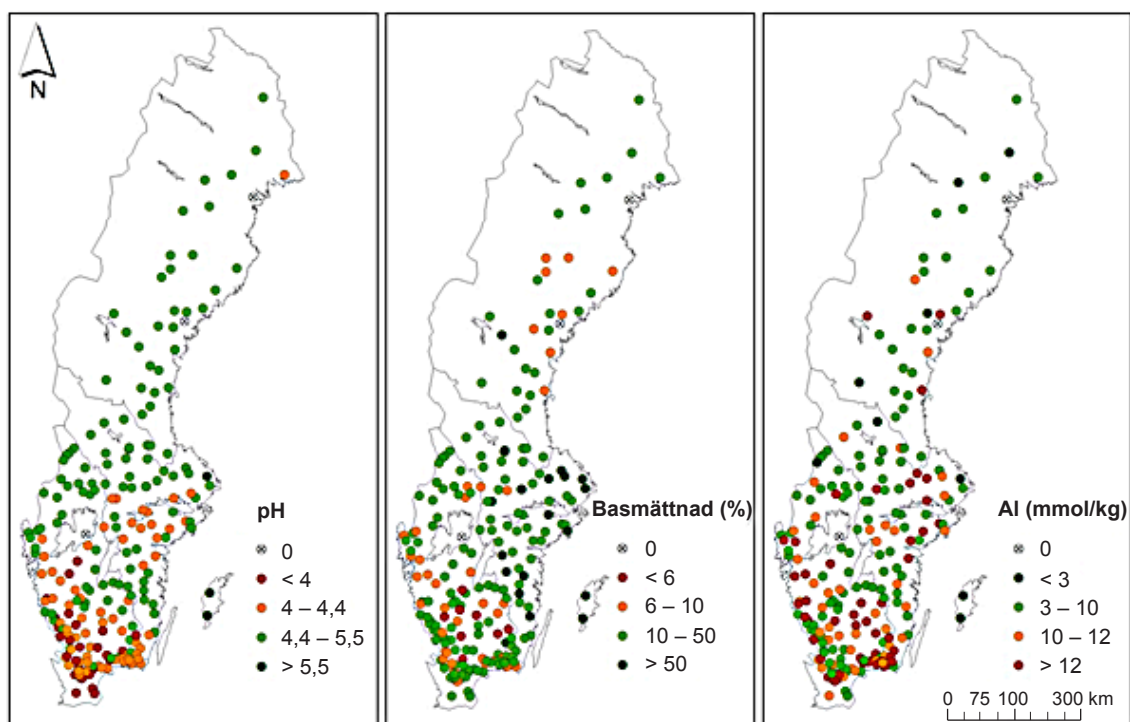 N
pH
0
< 4
4 – 4,4
4,4 – 5,5
> 5,5
Basmättnad (%)
0
< 6
6 – 10
10 – 50
> 50
Al (mmol/kg)
0
< 3
3 – 10
10 – 12
> 12
0 75 100 300 km